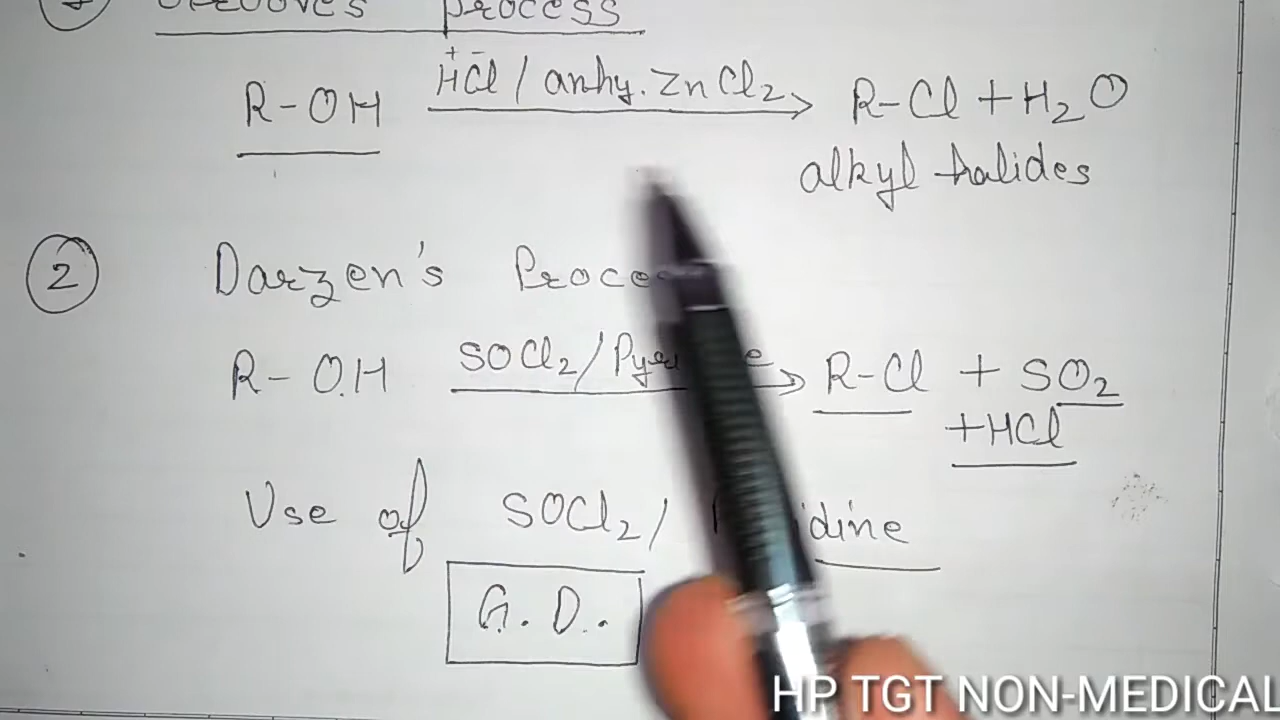 Process
R-OH HCl / anhy. ZnCl2 R-Cl + H2O
+ -
alkyl halides
2 Darzen's
R-OH SOCl2 / R-Cl + SO2
+HCl
Use of SOCl2 /
G.D.
HP TGT NON-MEDICAL